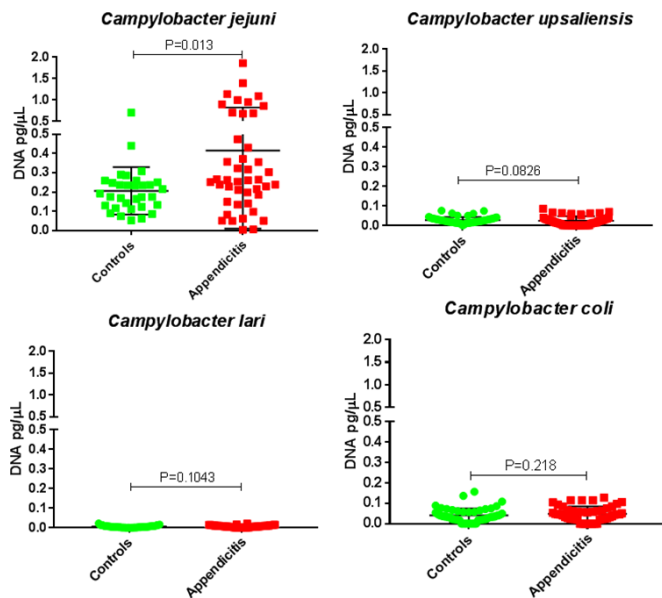 Campylobacter jejuni
P=0.013
DNA pg/µL
2.0
1.5
1.0
0.5
0.5
0.4
0.3
0.2
0.1
0.0
Controls
Appendicitis
Campylobacter upsaliensis
P=0.0826
DNA pg/µL
2.0
1.5
1.0
0.5
0.5
0.4
0.3
0.2
0.1
0.0
Controls
Appendicitis
Campylobacter lari
P=0.1043
DNA pg/µL
2.0
1.5
1.0
0.5
0.5
0.4
0.3
0.2
0.1
0.0
Controls
Appendicitis
Campylobacter coli
P=0.218
DNA pg/µL
2.0
1.5
1.0
0.5
0.5
0.4
0.3
0.2
0.1
0.0
Controls
Appendicitis